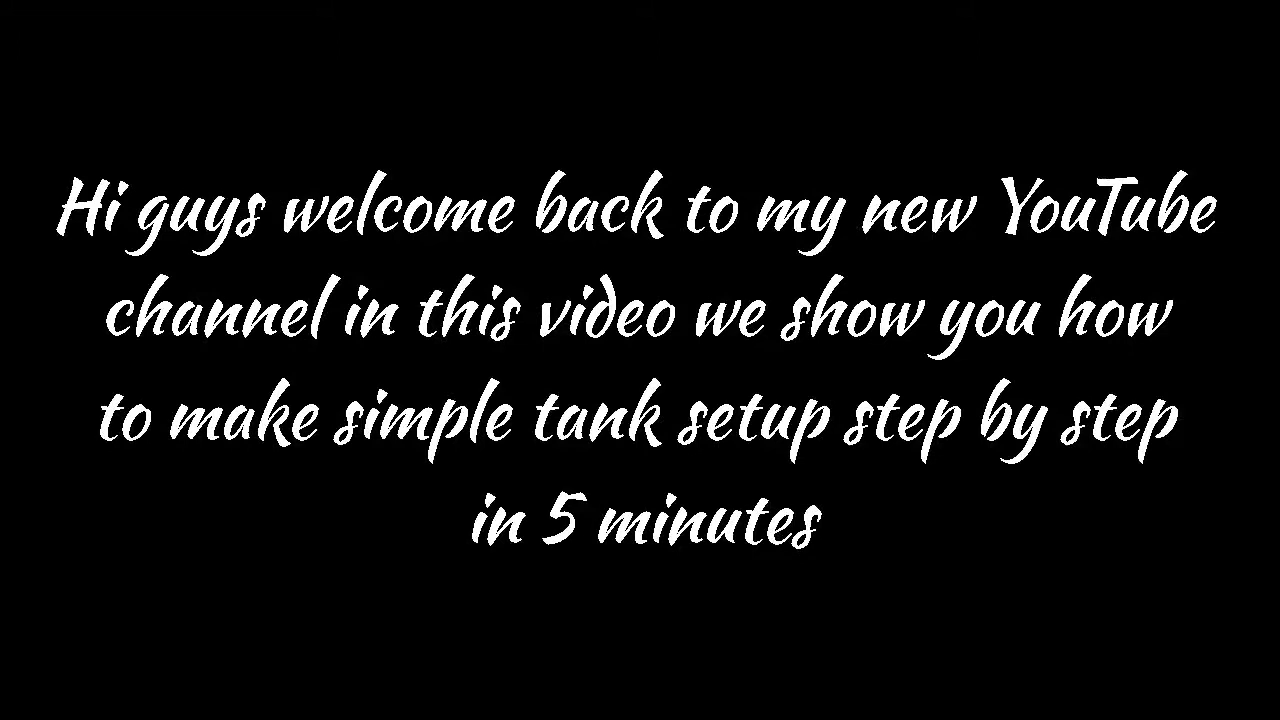 Hi guys welcome back to my new YouTube
channel in this video we show you how
to make simple tank setup step by step
in 5 minutes